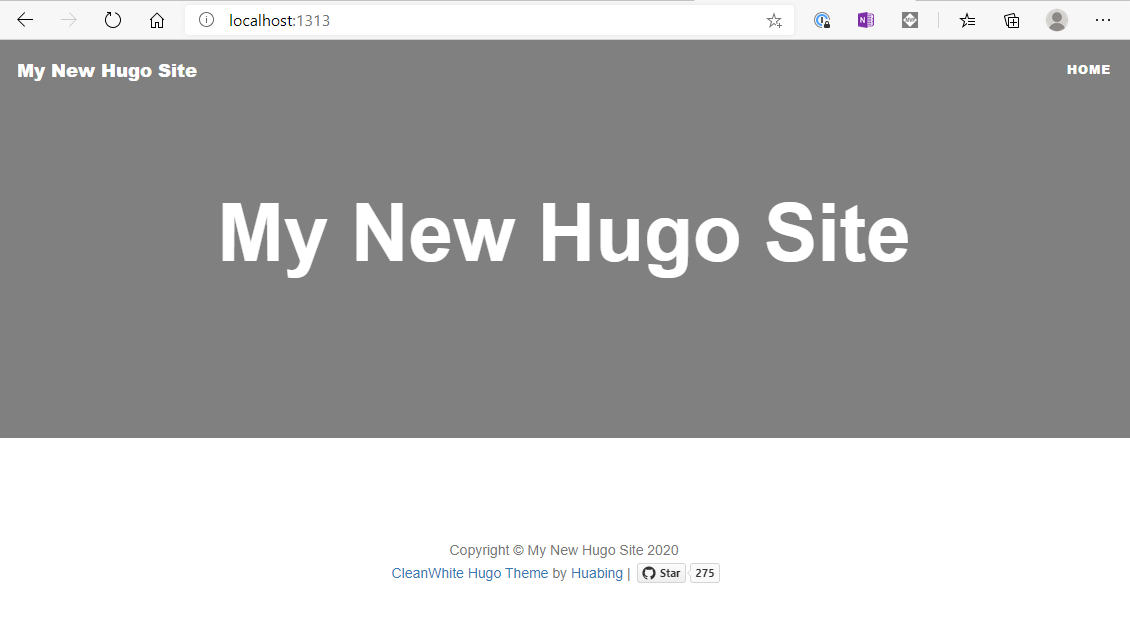 localhost:1313
My New Hugo Site
HOME
My New Hugo Site
Copyright © My New Hugo Site 2020
CleanWhite Hugo Theme by Huabing | Star 275